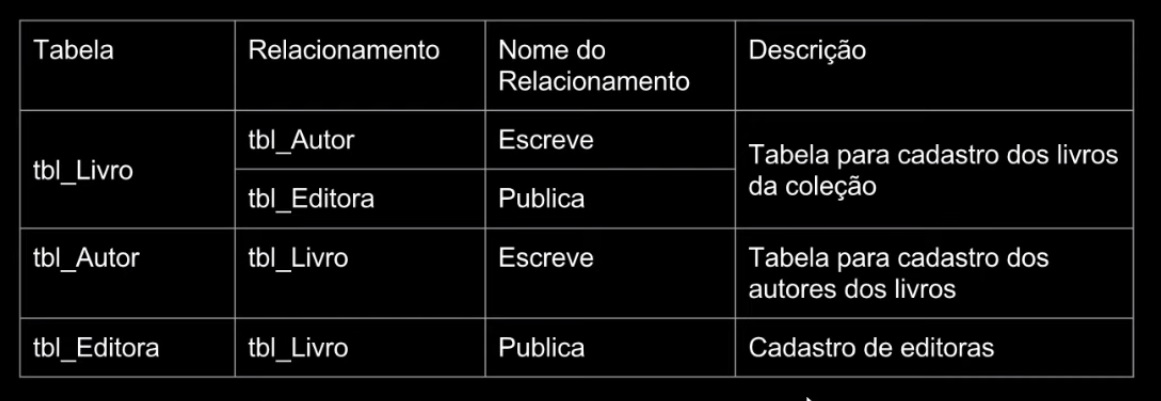 Tabela
Relacionamento
Nome do
Relacionamento
Descrição
tbl_Livro
tbl_Autor
Escreve
tbl_Editora
Publica
Tabela para cadastro dos livros
da coleção
tbl_Autor
tbl_Livro
Escreve
Tabela para cadastro dos
autores dos livros
tbl_Editora
tbl_Livro
Publica
Cadastro de editoras